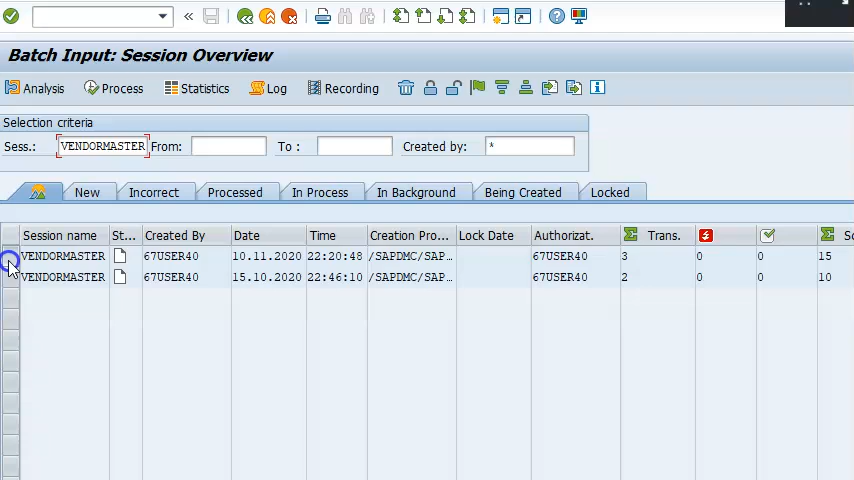 Batch Input: Session Overview
Analysis Process Statistics Log Recording
Selection criteria
Sess.: VENDORMASTER From: To : Created by: *
New Incorrect Processed In Process In Background Being Created Locked
Session name St... Created By Date Time Creation Pro... Lock Date Authorizat. Trans. Sc
VENDORMASTER 67USER40 10.11.2020 22:20:48 /SAPDMC/SAP... 67USER40 3 0 0 15
VENDORMASTER 67USER40 15.10.2020 22:46:10 /SAPDMC/SAP... 67USER40 2 0 0 10